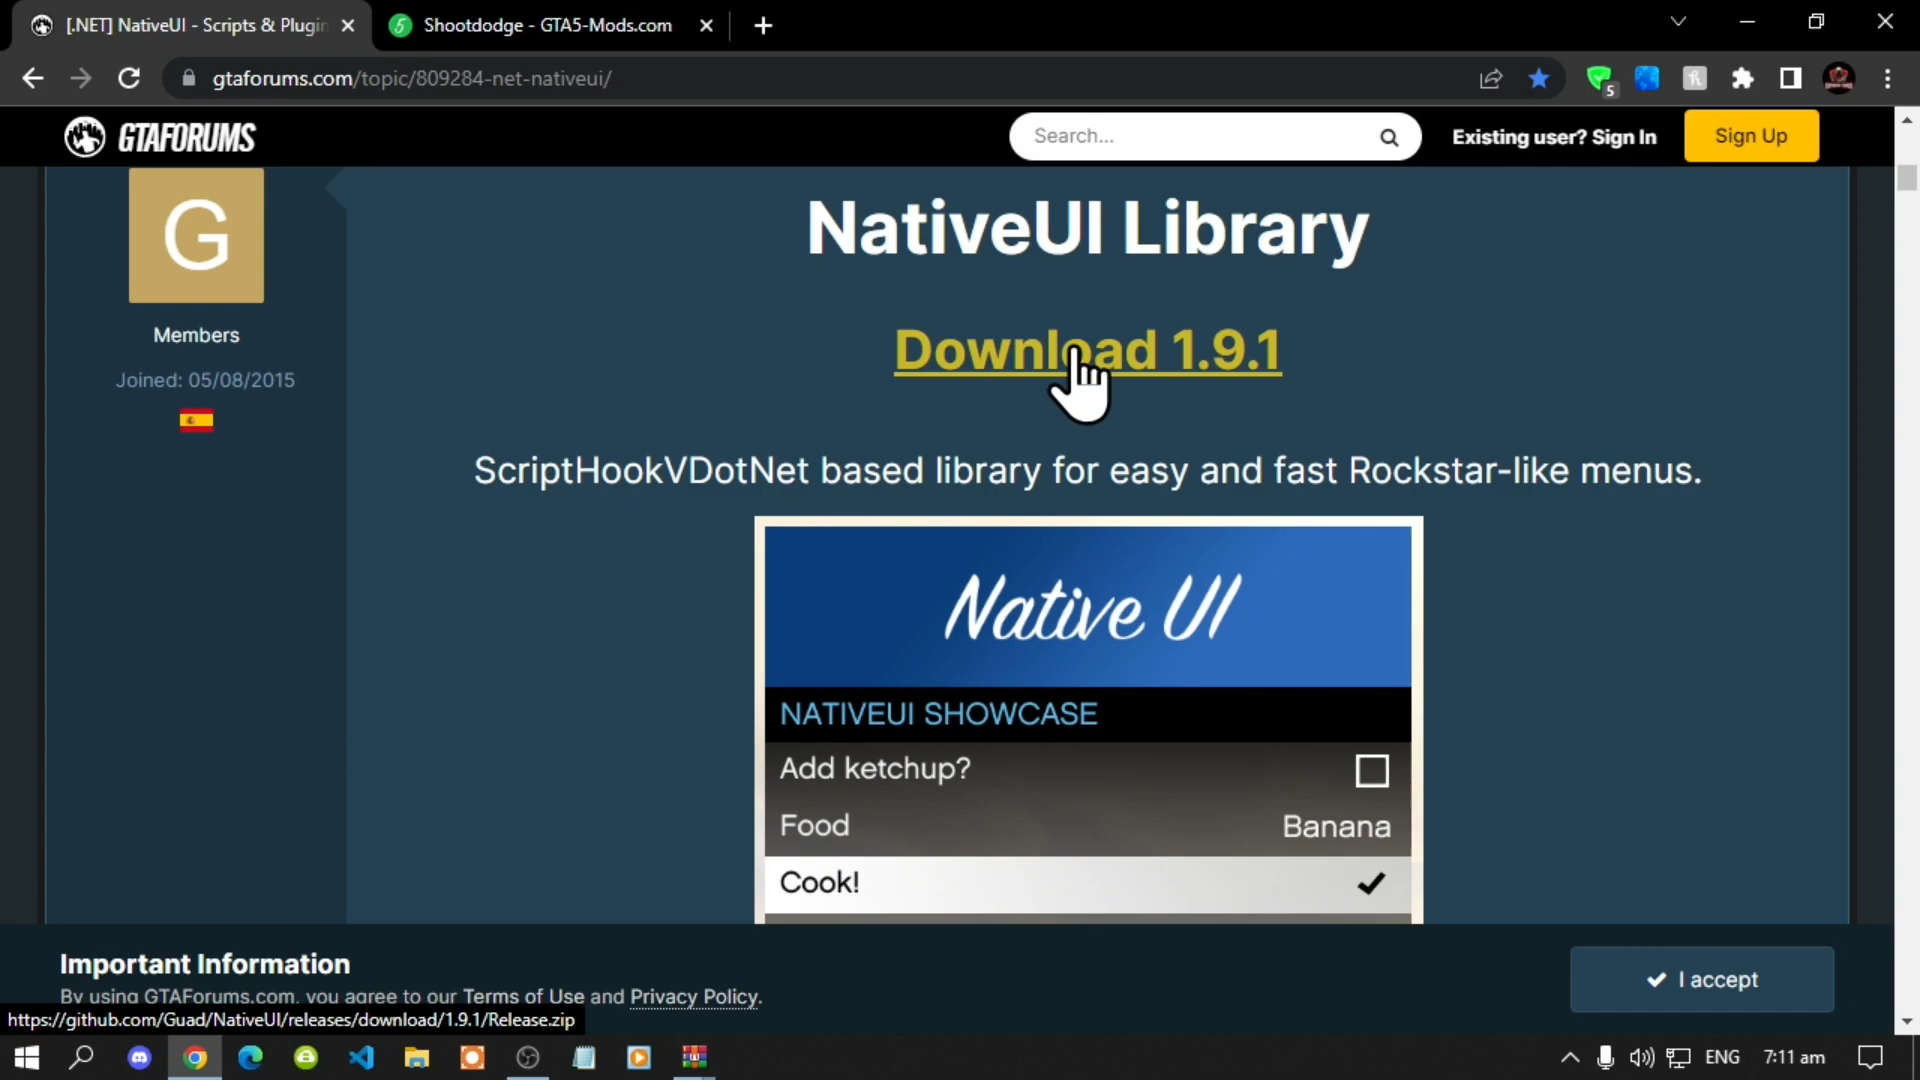 [.NET] NativeUI - Scripts & Plugin
5
Shootdodge - GTA5-Mods.com
gtaforums.com/topic/809284-net-nativeui/
5
GTAFORUMS
Search...
Existing user? Sign In
Sign Up
G
Members
Joined: 05/08/2015
NativeUI Library
Download 1.9.1
ScriptHookVDotNet based library for easy and fast Rockstar-like menus.
Native UI
NATIVEUI SHOWCASE
Add ketchup?
Food
Banana
Cook!
Important Information
By using GTAForums.com, you agree to our Terms of Use and Privacy Policy.
I accept
https://github.com/Guad/NativeUI/releases/download/1.9.1/Release.zip
ENG
7:11 am